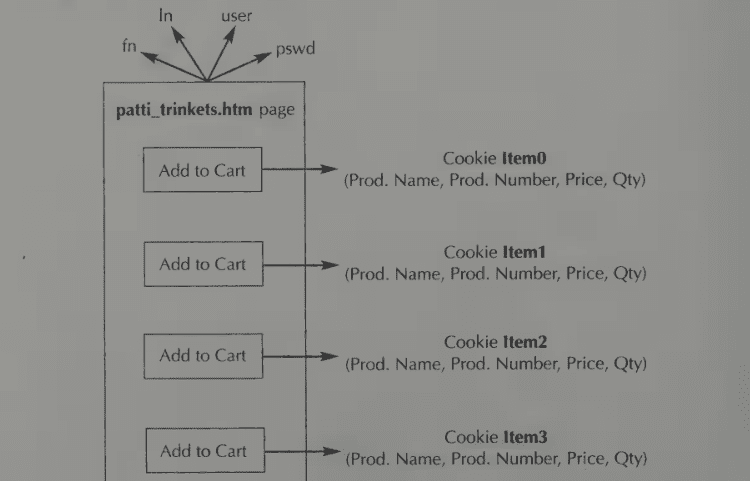 ln user
fn pswd
patti_trinkets.htm page
Add to Cart
Cookie Item0
(Prod. Name, Prod. Number, Price, Qty)
Add to Cart
Cookie Item1
(Prod. Name, Prod. Number, Price, Qty)
Add to Cart
Cookie Item2
(Prod. Name, Prod. Number, Price, Qty)
Add to Cart
Cookie Item3
(Prod. Name, Prod. Number, Price, Qty)